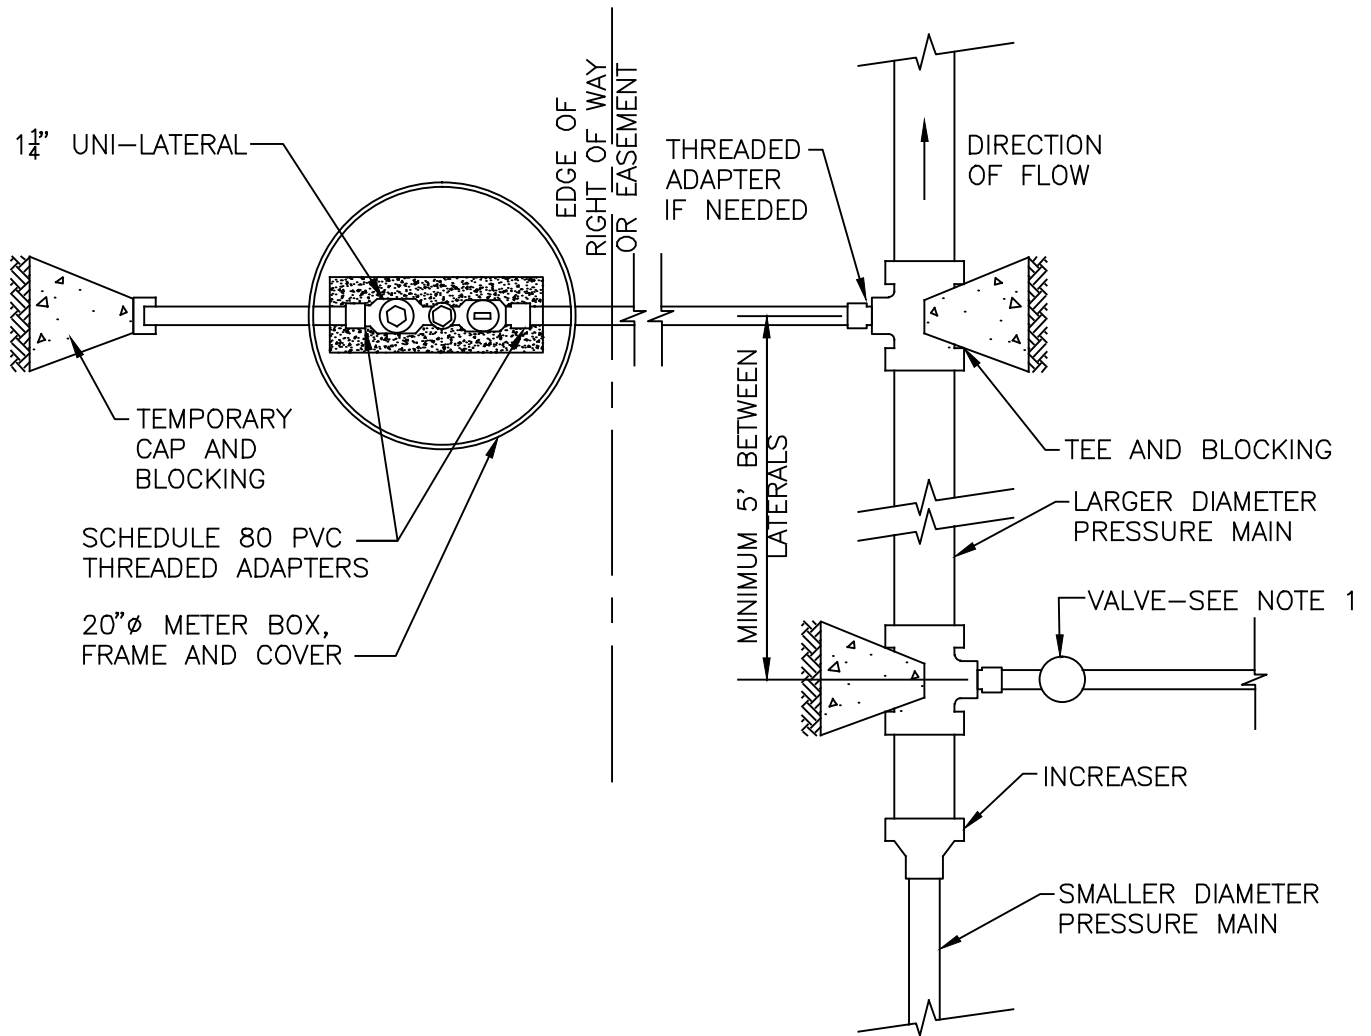 1 1/4" UNI-LATERAL
EDGE OF
RIGHT OF WAY
OR EASEMENT
THREADED
ADAPTER
IF NEEDED
DIRECTION
OF FLOW
TEMPORARY
CAP AND
BLOCKING
MINIMUM 5' BETWEEN
LATERALS
TEE AND BLOCKING
LARGER DIAMETER
PRESSURE MAIN
SCHEDULE 80 PVC
THREADED ADAPTERS
20"ø METER BOX,
FRAME AND COVER
VALVE-SEE NOTE 1
INCREASER
SMALLER DIAMETER
PRESSURE MAIN